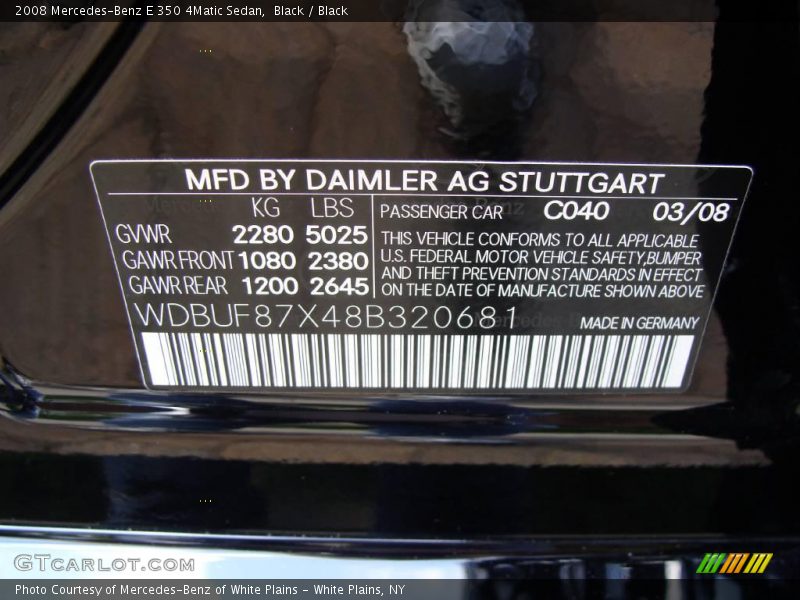 2008 Mercedes-Benz E 350 4Matic Sedan, Black / Black
MFD BY DAIMLER AG STUTTGART
KG LBS
GVWR 2280 5025
GAWR FRONT 1080 2380
GAWR REAR 1200 2645
PASSENGER CAR C040 03/08
THIS VEHICLE CONFORMS TO ALL APPLICABLE
U.S. FEDERAL MOTOR VEHICLE SAFETY,BUMPER
AND THEFT PREVENTION STANDARDS IN EFFECT
ON THE DATE OF MANUFACTURE SHOWN ABOVE
WDBUF87X48B320681
MADE IN GERMANY
GTCARLOT.COM
Photo Courtesy of Mercedes-Benz of White Plains - White Plains, NY